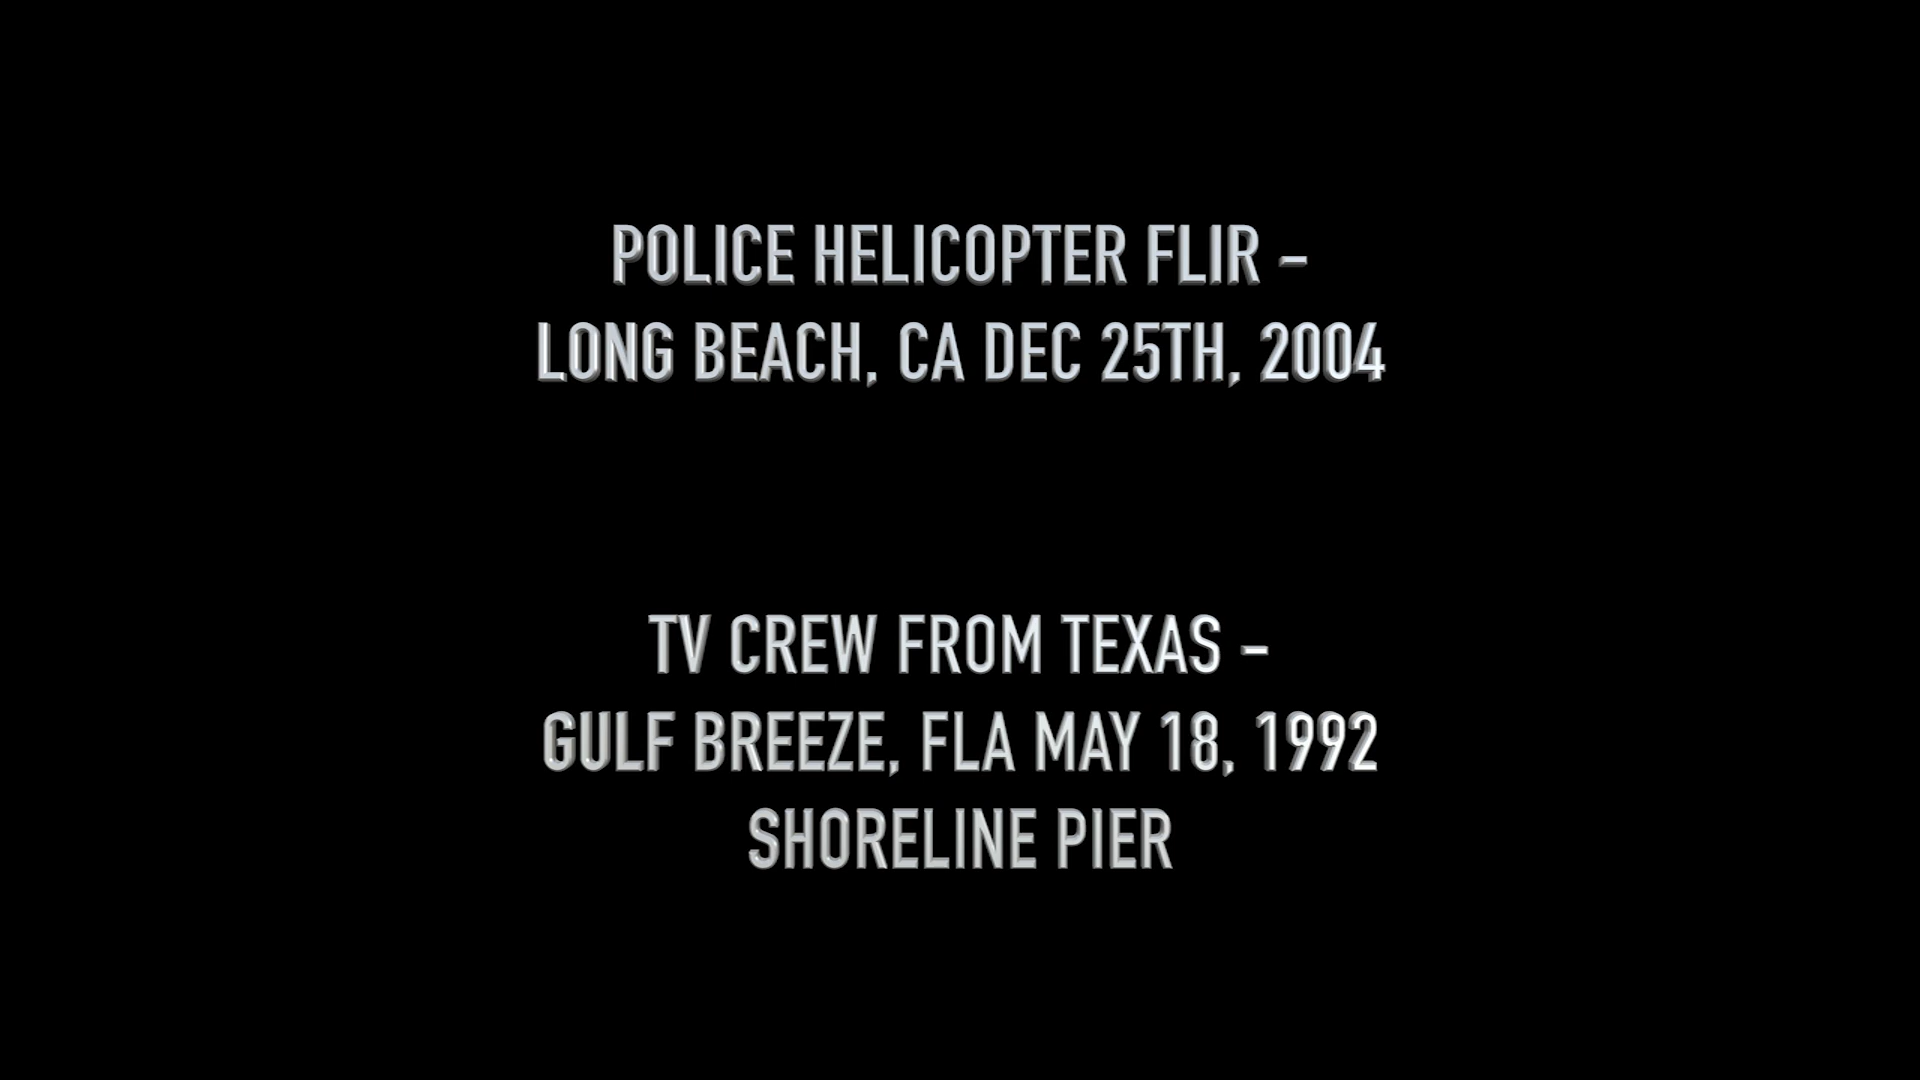 POLICE HELICOPTER FLIR –
LONG BEACH, CA DEC 25TH, 2004
TV CREW FROM TEXAS –
GULF BREEZE, FLA MAY 18, 1992
SHORELINE PIER